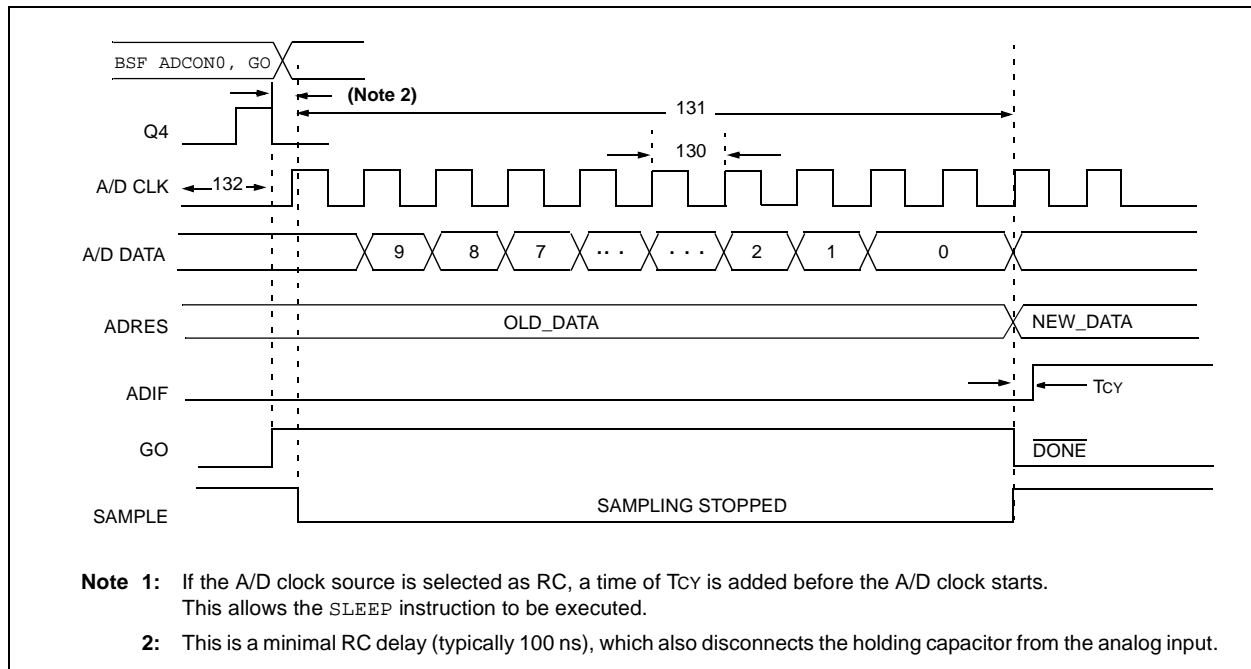 BSF ADCON0, GO
(Note 2)
131
Q4
130
A/D CLK
132
A/D DATA
9 8 7 . . . . . . 2 1 0
ADRES
OLD_DATA
NEW_DATA
ADIF
TCY
GO
DONE
SAMPLING STOPPED
SAMPLE
Note 1: If the A/D clock source is selected as RC, a time of TCY is added before the A/D clock starts.
This allows the SLEEP instruction to be executed.
2: This is a minimal RC delay (typically 100 ns), which also disconnects the holding capacitor from the analog input.